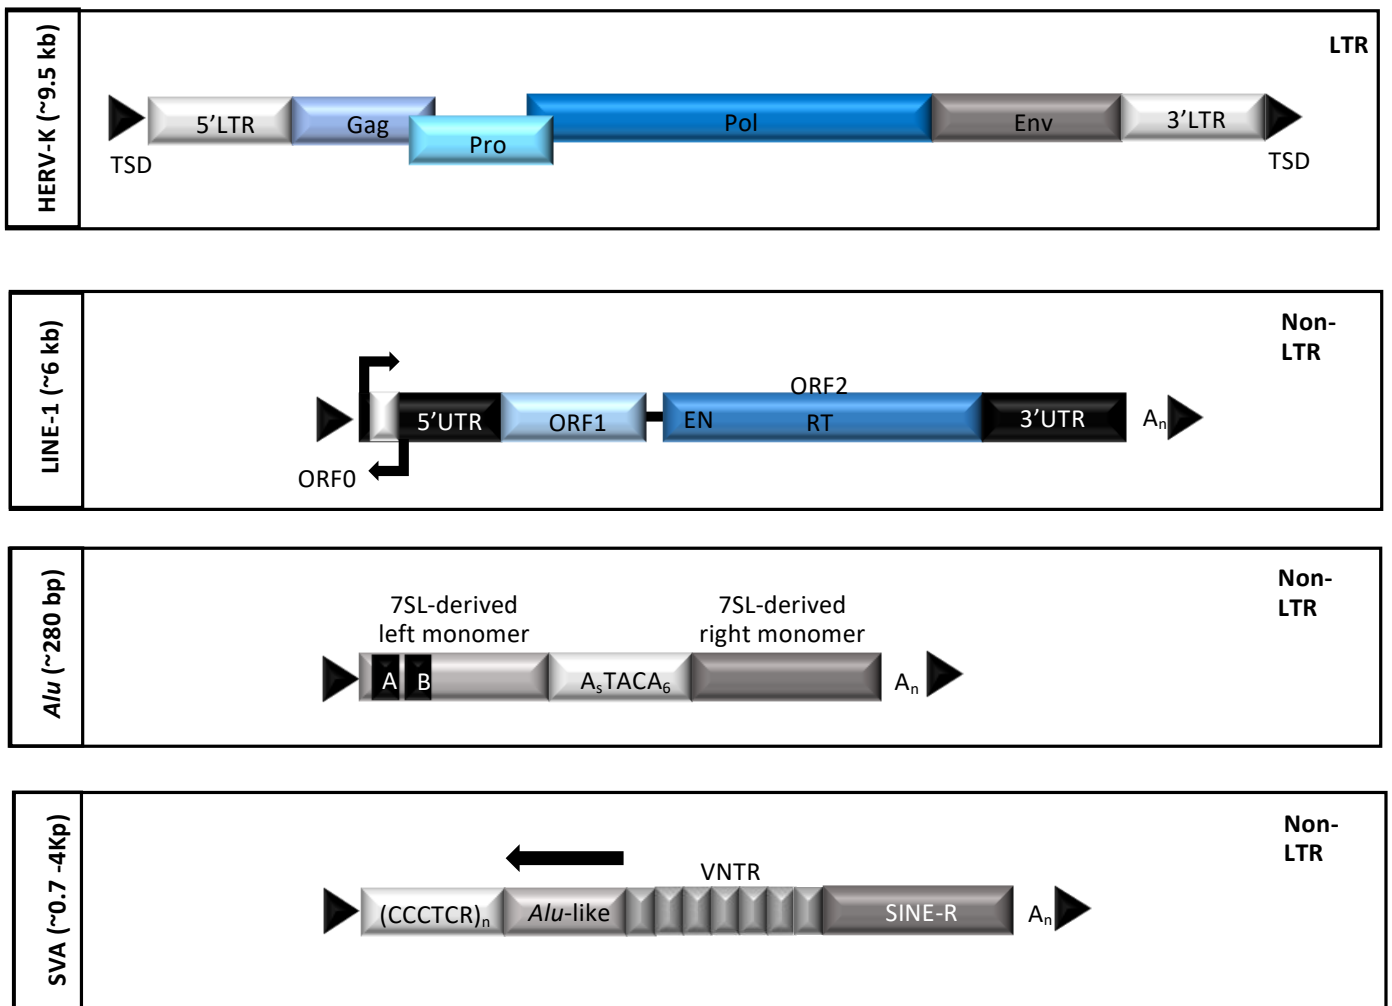 HERV-K (~9.5 kb)
LTR
5’LTR
Gag
Pro
Pol
Env
3’LTR
TSD
TSD
LINE-1 (~6 kb)
Non-
LTR
ORF2
5’UTR
ORF1
EN
RT
3’UTR
An
ORF0
Alu (~280 bp)
Non-
LTR
7SL-derived
left monomer
7SL-derived
right monomer
A
B
AsTACA6
An
SVA (~0.7 -4Kp)
Non-
LTR
VNTR
(CCCTCR)n
Alu-like
SINE-R
An